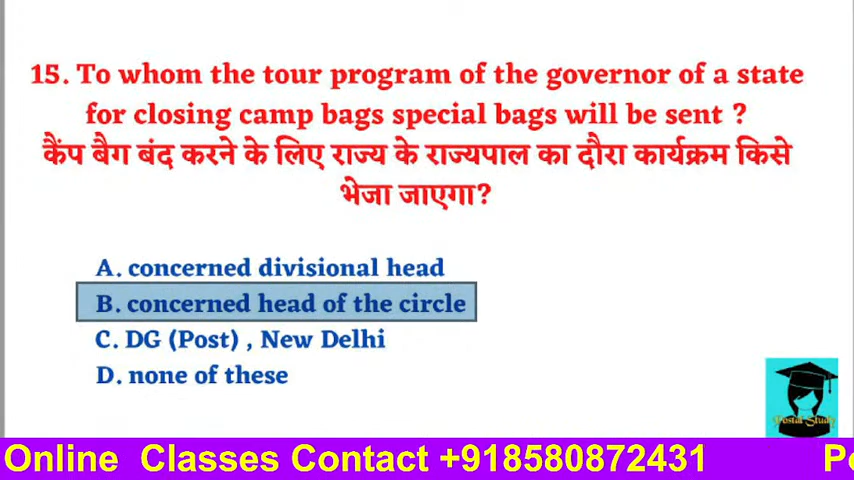 15. To whom the tour program of the governor of a state
for closing camp bags special bags will be sent ?
कैंप बैग बंद करने के लिए राज्य के राज्यपाल का दौरा कार्यक्रम किसे
भेजा जाएगा?
A. concerned divisional head
B. concerned head of the circle
C. DG (Post) , New Delhi
D. none of these
Postal Study
Online Classes Contact +918580872431